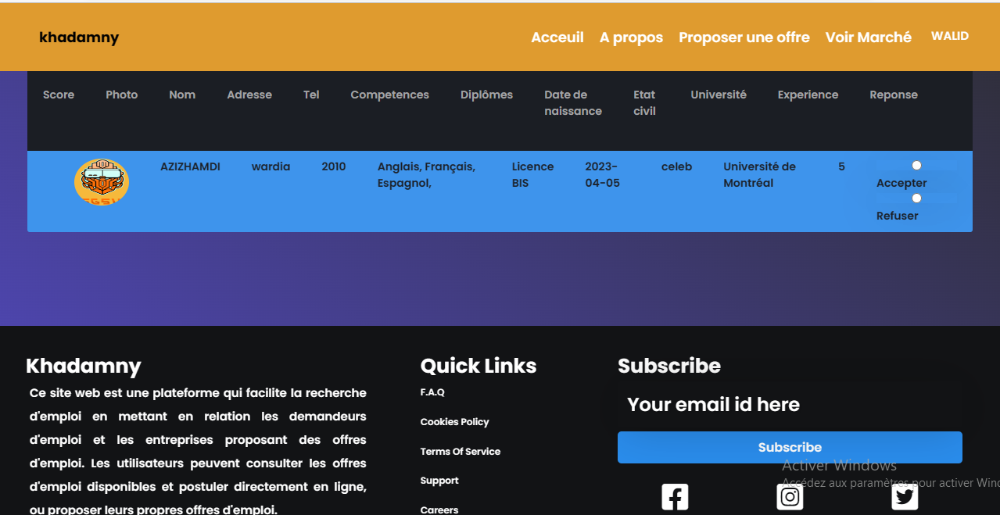 khadamny
Acceuil A propos Proposer une offre Voir Marché WALID
Score Photo Nom Adresse Tel Competences Diplômes Date de naissance Etat civil Université Experience Reponse
AZIZHAMDI wardia 2010 Anglais, Français, Licence 2023- celeb Université de 5
Espagnol, BIS 04-05 Montréal Accepter
Refuser
Khadamny
Ce site web est une plateforme qui facilite la recherche
d'emploi en mettant en relation les demandeurs
d'emploi et les entreprises proposant des offres
d'emploi. Les utilisateurs peuvent consulter les offres
d'emploi disponibles et postuler directement en ligne,
ou proposer leurs propres offres d'emploi.
Quick Links
F.A.Q
Cookies Policy
Terms Of Service
Support
Careers
Subscribe
Your email id here
Subscribe
Activer Windows
Accédez aux paramètres pour activer